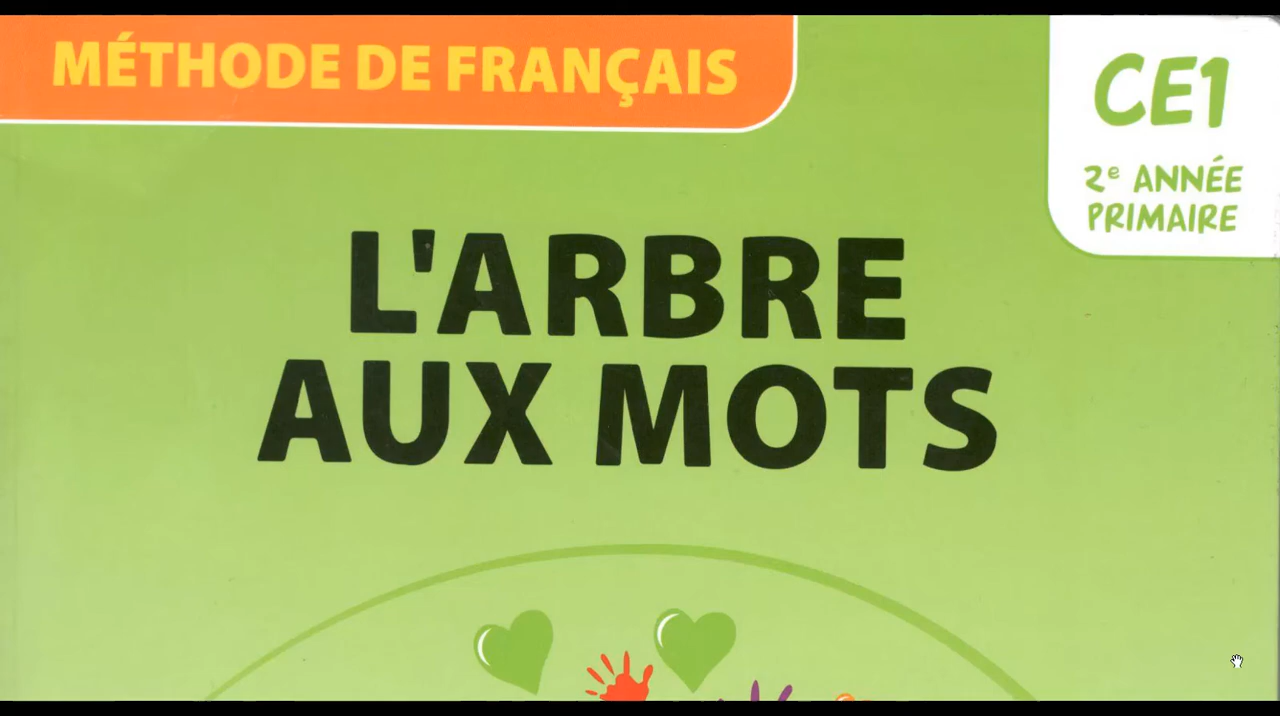 MÉTHODE DE FRANÇAIS
CE1
2e ANNÉE
PRIMAIRE
L'ARBRE
AUX MOTS